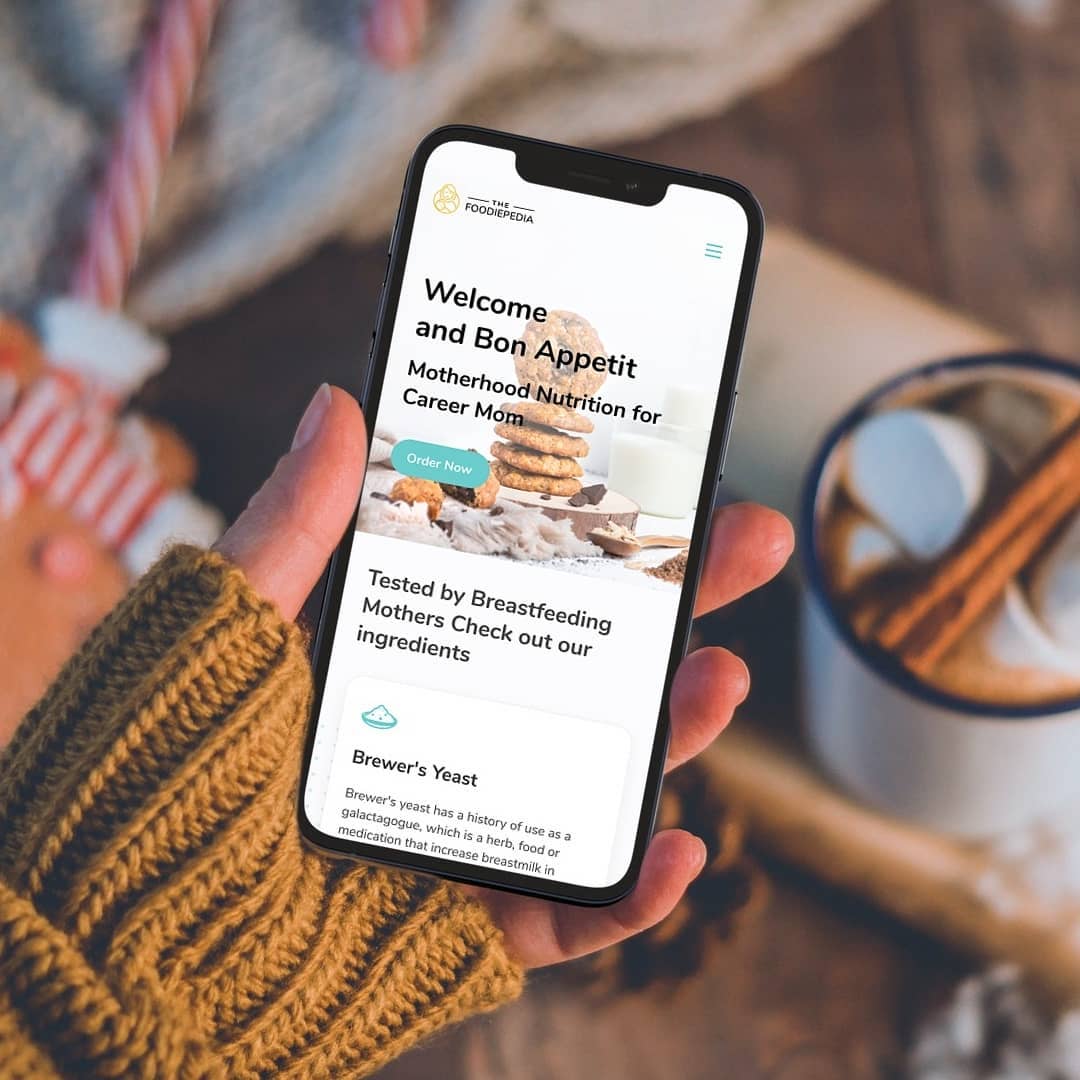 THE
FOODIEPEDIA
Welcome
and Bon Appetit
Motherhood Nutrition for
Career Mom
Order Now
Tested by Breastfeeding
Mothers Check out our
ingredients
Brewer's Yeast
Brewer's yeast has a history of use as a
galactagogue, which is a herb, food or
medication that increase breastmilk in